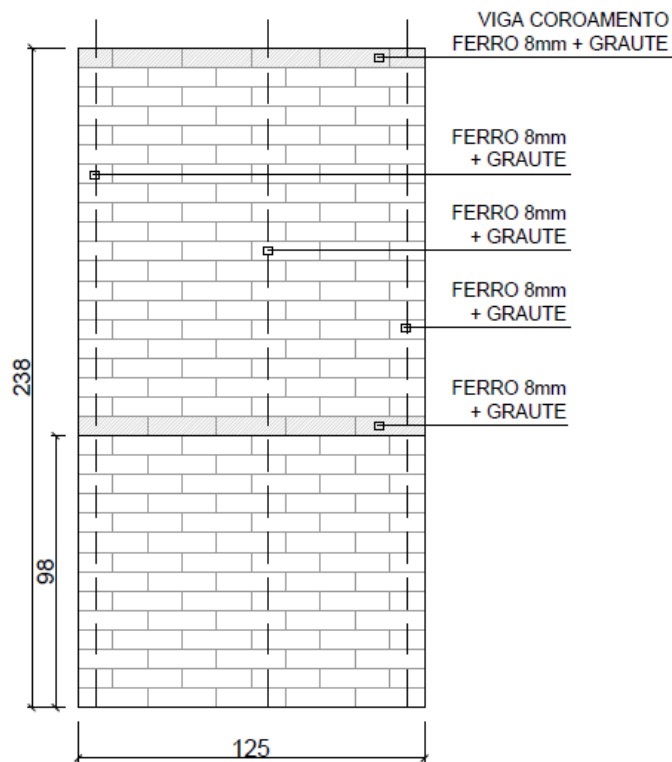 VIGA COROAMENTO
FERRO 8mm + GRAUTE
FERRO 8mm
+ GRAUTE
FERRO 8mm
+ GRAUTE
FERRO 8mm
+ GRAUTE
FERRO 8mm
+ GRAUTE
238
98
125